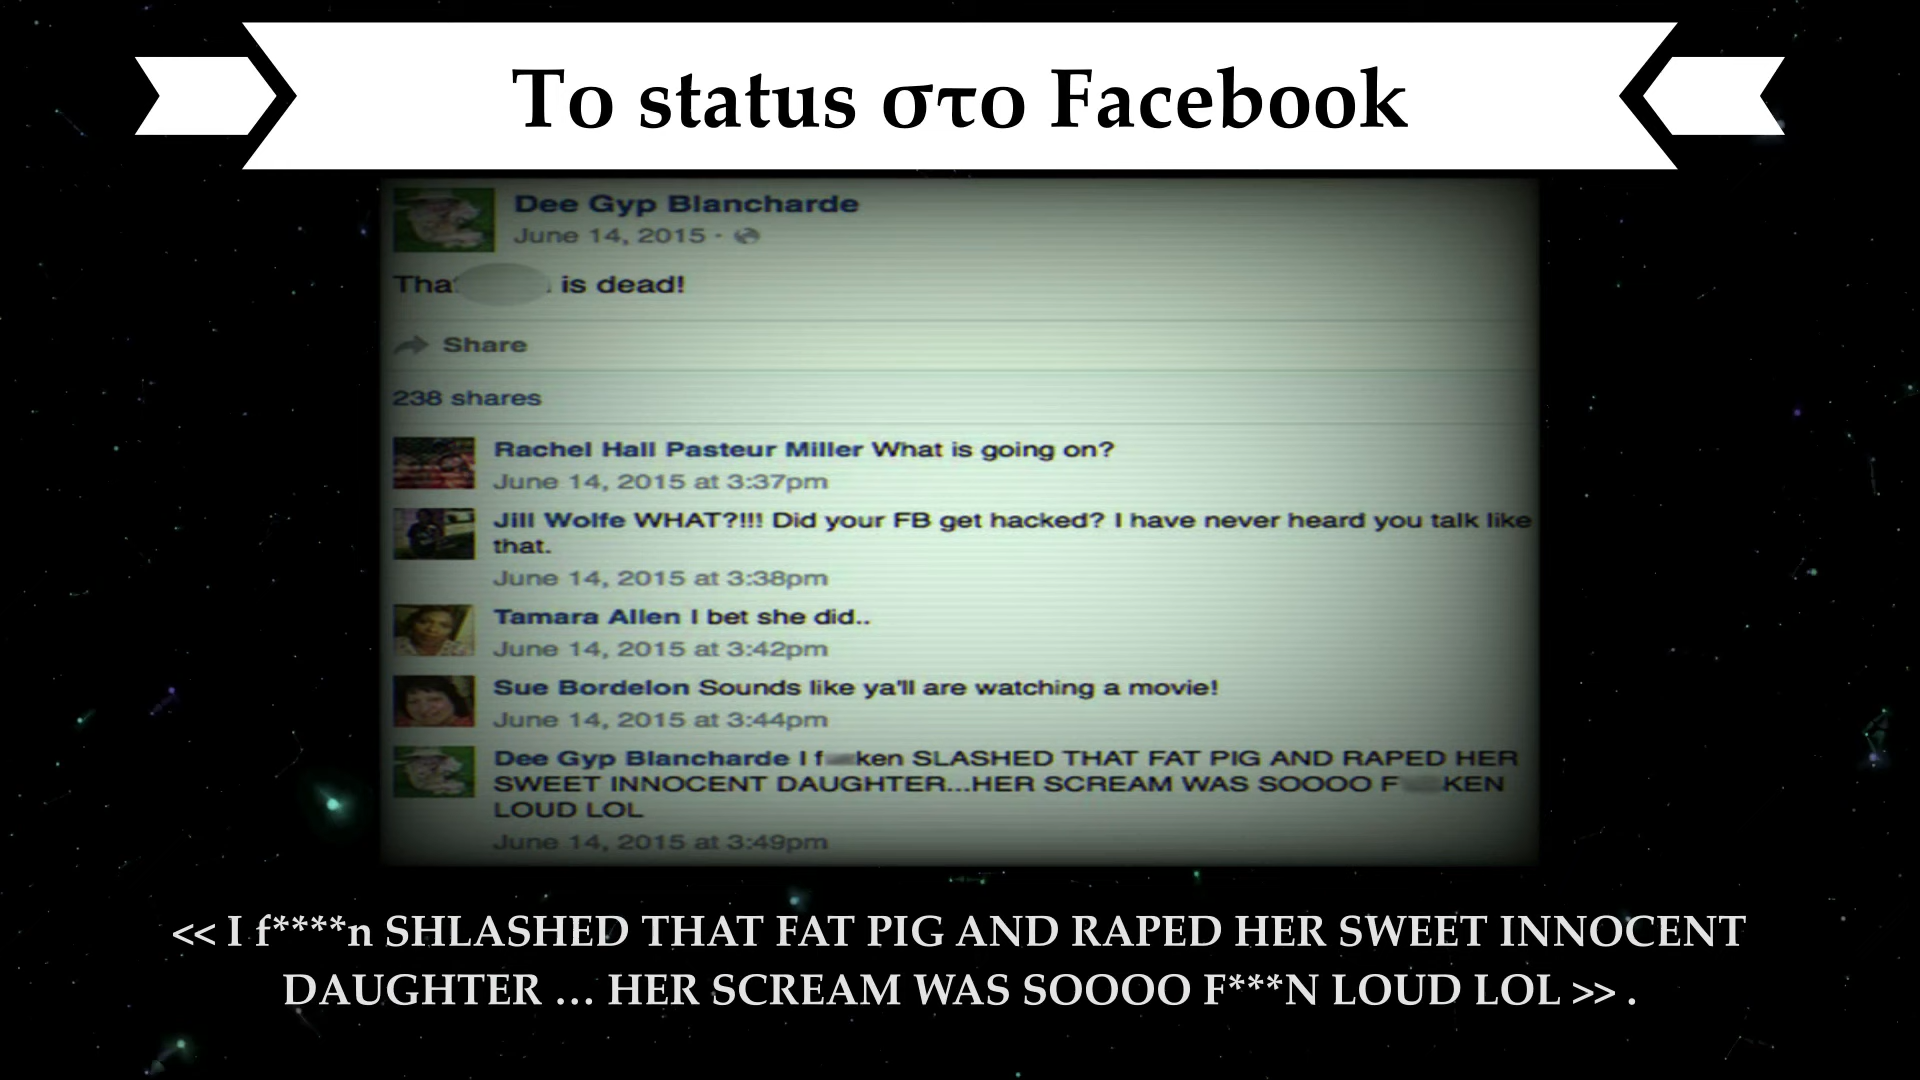 Το status στο Facebook
Dee Gyp Blancharde
June 14, 2015 ·
That is dead!
Share
238 shares
Rachel Hall Pasteur Miller What is going on?
June 14, 2015 at 3:37pm
Jill Wolfe WHAT?!!! Did your FB get hacked? I have never heard you talk like
that.
June 14, 2015 at 3:38pm
Tamara Allen I bet she did..
June 14, 2015 at 3:42pm
Sue Bordelon Sounds like ya'll are watching a movie!
June 14, 2015 at 3:44pm
Dee Gyp Blancharde I f ken SLASHED THAT FAT PIG AND RAPED HER
SWEET INNOCENT DAUGHTER...HER SCREAM WAS SOOOO F KEN
LOUD LOL
June 14, 2015 at 3:49pm
<< I f****n SHLASHED THAT FAT PIG AND RAPED HER SWEET INNOCENT
DAUGHTER … HER SCREAM WAS SOOOO F***N LOUD LOL >> .